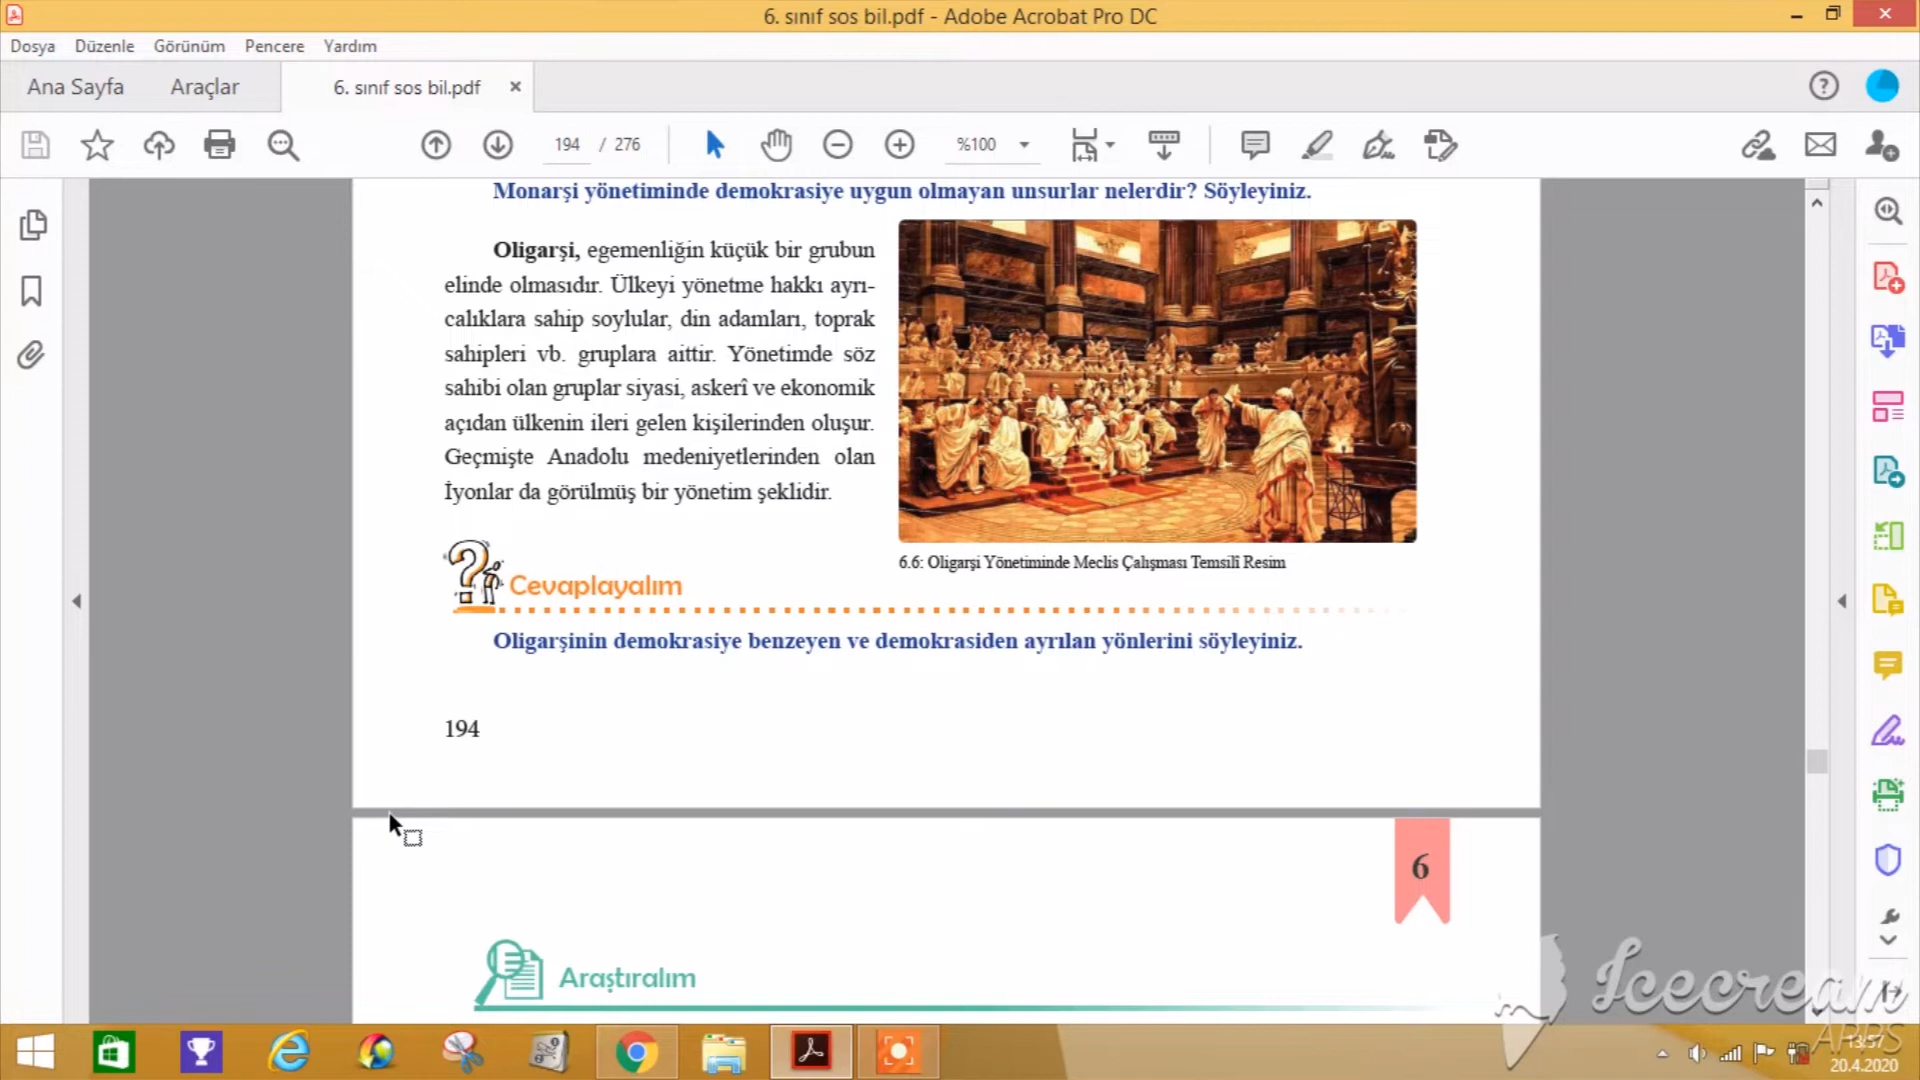 6. sınıf sos bil.pdf - Adobe Acrobat Pro DC
Dosya Düzenle Görünüm Pencere Yardım
Ana Sayfa Araçlar 6. sınıf sos bil.pdf
194 / 276 %100
Monarşi yönetiminde demokrasiye uygun olmayan unsurlar nelerdir? Söyleyiniz.
Oligarşi, egemenliğin küçük bir grubun
elinde olmasıdır. Ülkeyi yönetme hakkı ayrı-
calıklara sahip soylular, din adamları, toprak
sahipleri vb. gruplara aittir. Yönetimde söz
sahibi olan gruplar siyasi, askerî ve ekonomik
açıdan ülkenin ileri gelen kişilerinden oluşur.
Geçmişte Anadolu medeniyetlerinden olan
İyonlar da görülmüş bir yönetim şeklidir.
6.6: Oligarşi Yönetiminde Meclis Çalışması Temsilî Resim
Cevaplayalım
Oligarşinin demokrasiye benzeyen ve demokrasiden ayrılan yönlerini söyleyiniz.
194
6
Araştıralım
Icecream
APPS
13:57
20.4.2020